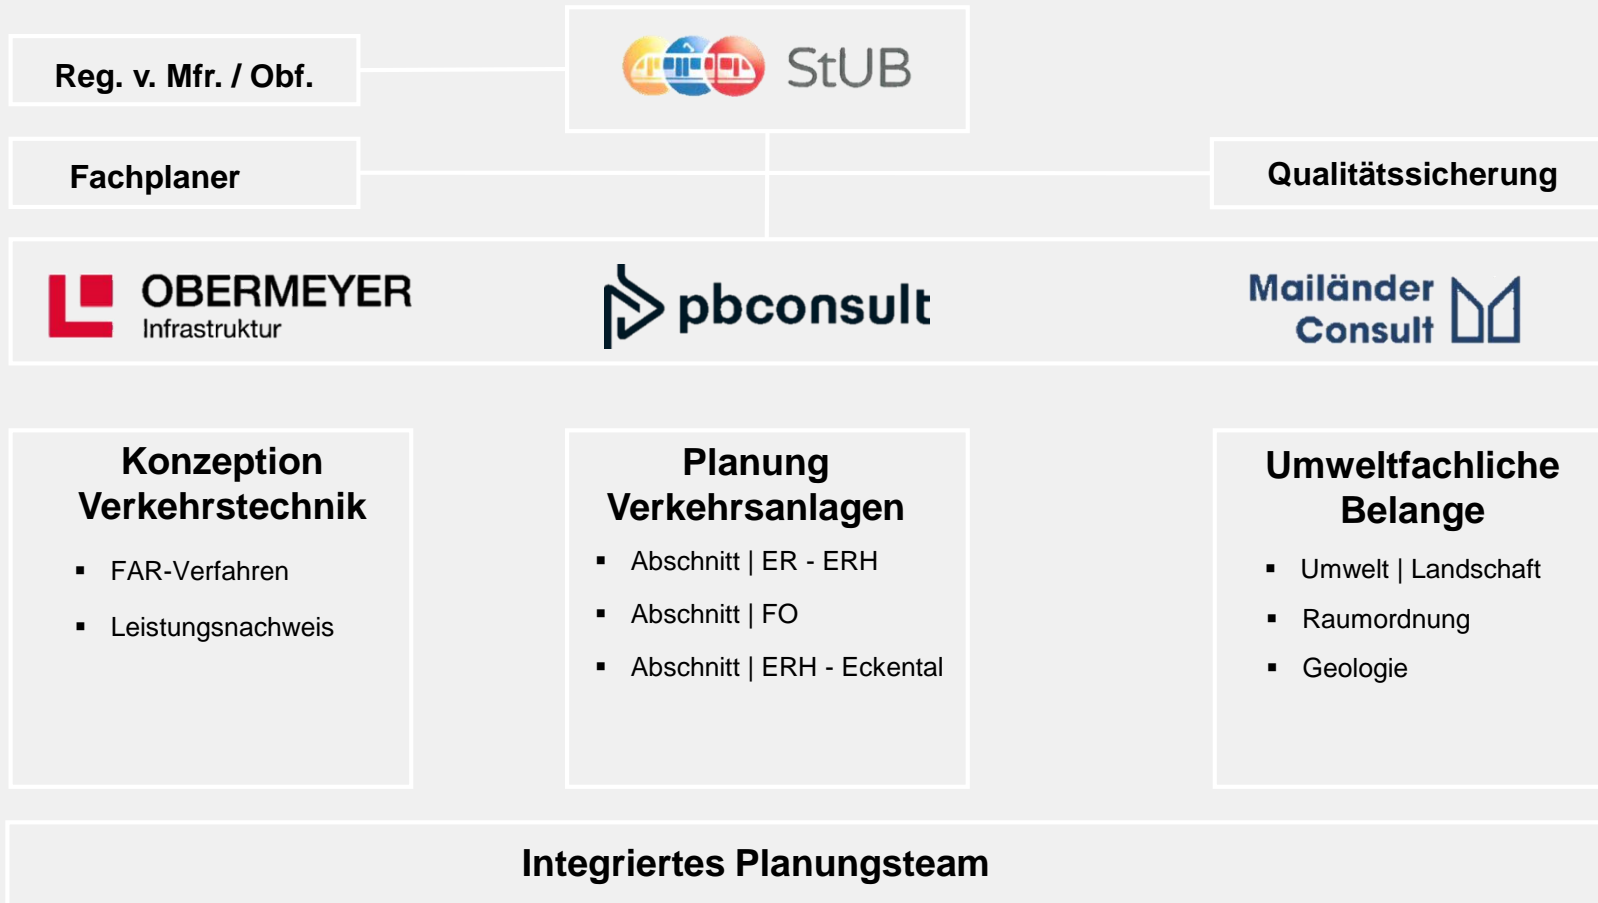 StUB
Reg. v. Mfr. / Obf.
Fachplaner
Qualitätssicherung
OBERMEYER
Infrastruktur
pbconsult
Mailänder
Consult
Konzeption
Verkehrstechnik
▪ FAR-Verfahren
▪ Leistungsnachweis
Planung
Verkehrsanlagen
▪ Abschnitt | ER - ERH
▪ Abschnitt | FO
▪ Abschnitt | ERH - Eckental
Umweltfachliche
Belange
▪ Umwelt | Landschaft
▪ Raumordnung
▪ Geologie
Integriertes Planungsteam